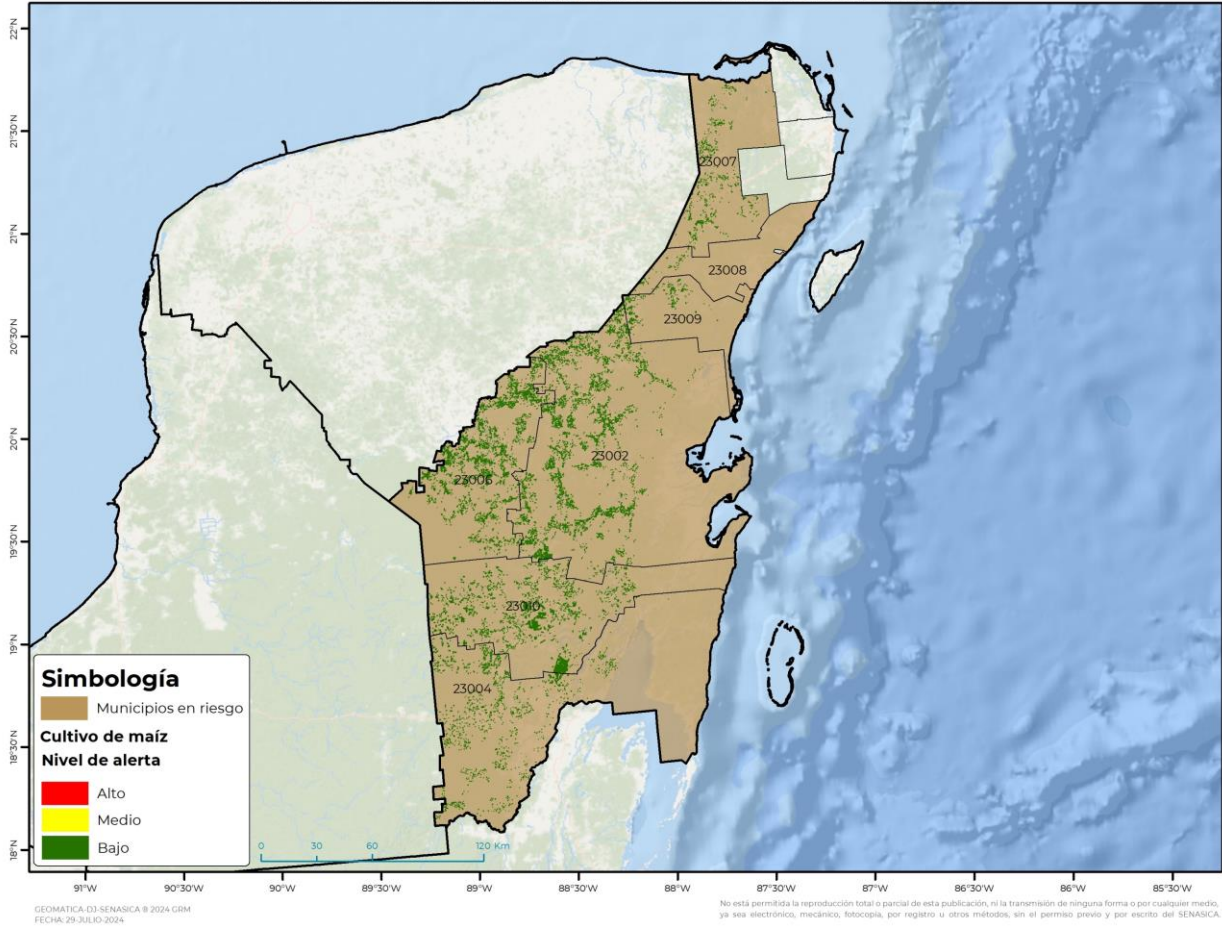 22°N
21°30'N
21°N
20°30'N
20°N
19°30'N
19°N
18°30'N
18°N
23007
23008
23009
23002
23006
23010
23004
Simbología
Municipios en riesgo
Cultivo de maíz
Nivel de alerta
Alto
Medio
Bajo
0 30 60 120 Km
91°W 90°30'W 90°W 89°30'W 89°W 88°30'W 88°W 87°30'W 87°W 86°30'W 86°W 85°30'W
GEOMATICA-DJ-SENASICA ® 2024 GRM
FECHA: 29-JULIO-2024
No está permitida la reproducción total o parcial de esta publicación, ni la transmisión de ninguna forma o por cualquier medio,
ya sea electrónico, mecánico, fotocopia, por registro u otros métodos, sin el permiso previo y por escrito del SENASICA.